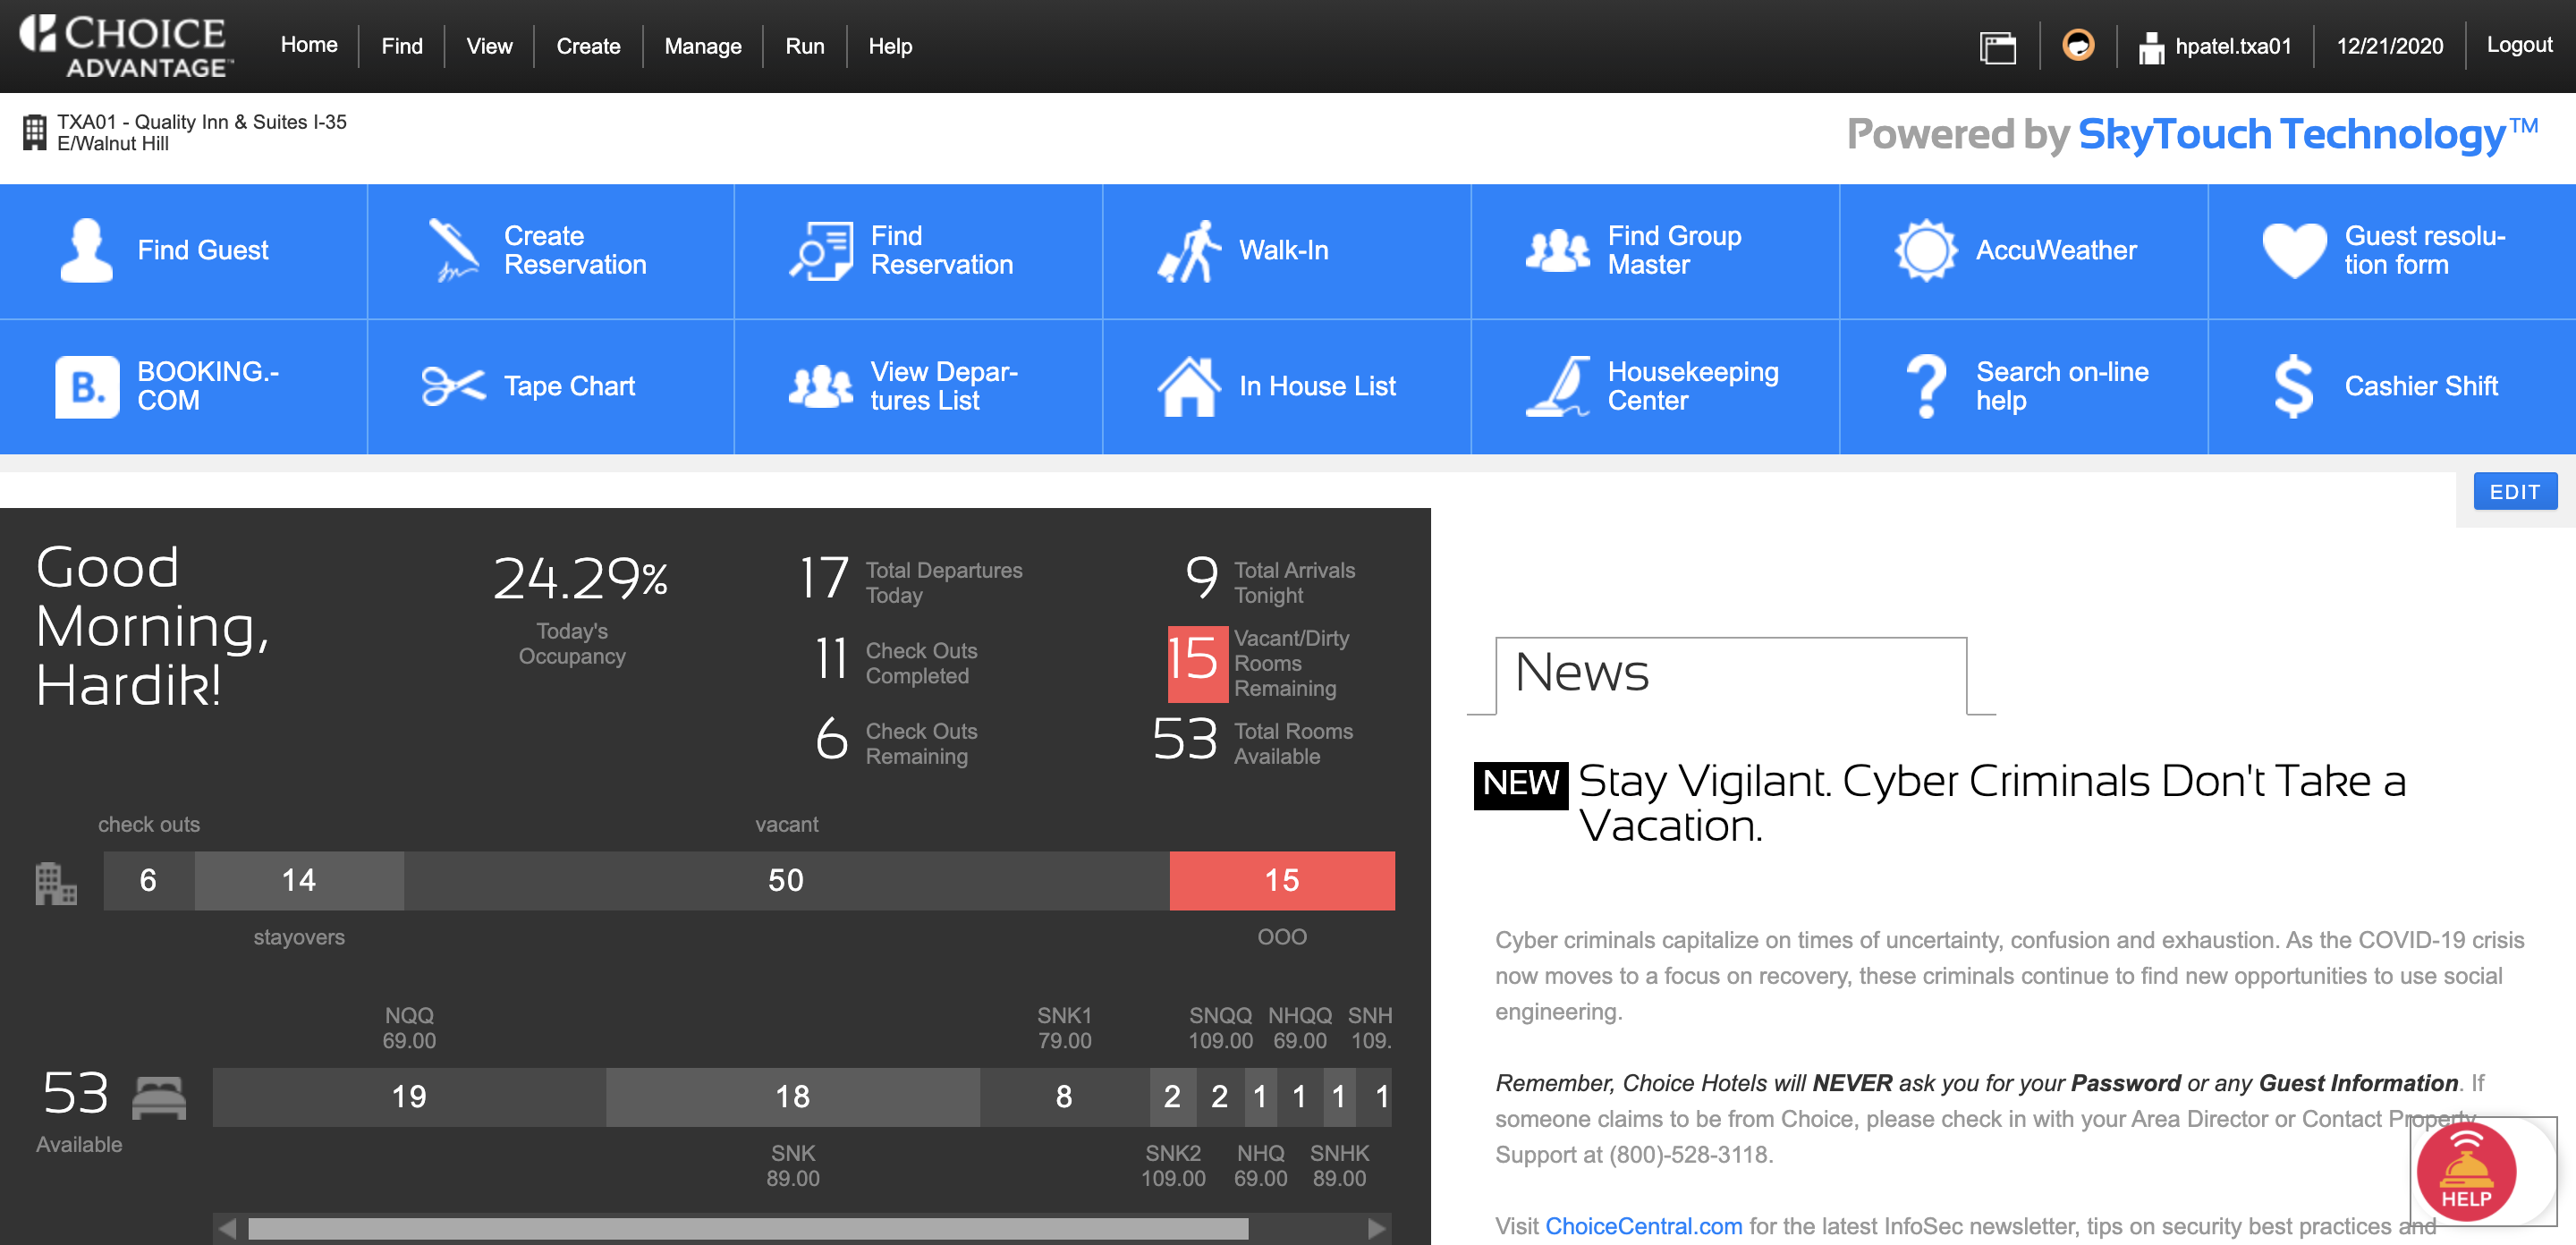 CHOICE
ADVANTAGE™
Home
Find
View
Create
Manage
Run
Help
hpatel.txa01
12/21/2020
Logout
TXA01 - Quality Inn & Suites I-35
E/Walnut Hill
Powered by SkyTouch Technology™
Find Guest
Create
Reservation
Find
Reservation
Walk-In
Find Group
Master
AccuWeather
Guest resolu-
tion form
B.
BOOKING.-
COM
Tape Chart
View Depar-
tures List
In House List
Housekeeping
Center
?
Search on-line
help
$
Cashier Shift
EDIT
Good
Morning,
Hardik!
24.29%
Today's
Occupancy
17
Total Departures
Today
11
Check Outs
Completed
6
Check Outs
Remaining
9
Total Arrivals
Tonight
15
Vacant/Dirty
Rooms
Remaining
53
Total Rooms
Available
check outs
vacant
6
14
50
15
stayovers
OOO
NQQ
69.00
SNK1
79.00
SNQQ
109.00
NHQQ
69.00
SNH
109.
53
Available
19
18
8
2
2
1
1
1
1
SNK
89.00
SNK2
109.00
NHQ
69.00
SNHK
89.00
News
NEW
Stay Vigilant. Cyber Criminals Don't Take a
Vacation.
Cyber criminals capitalize on times of uncertainty, confusion and exhaustion. As the COVID-19 crisis
now moves to a focus on recovery, these criminals continue to find new opportunities to use social
engineering.
Remember, Choice Hotels will NEVER ask you for your Password or any Guest Information. If
someone claims to be from Choice, please check in with your Area Director or Contact Property
Support at (800)-528-3118.
Visit ChoiceCentral.com for the latest InfoSec newsletter, tips on security best practices and
HELP